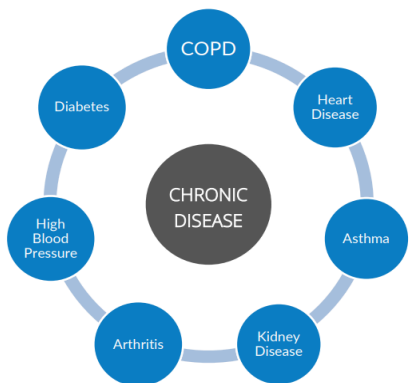 COPD
Heart
Disease
Asthma
Kidney
Disease
Arthritis
High
Blood
Pressure
Diabetes
CHRONIC
DISEASE